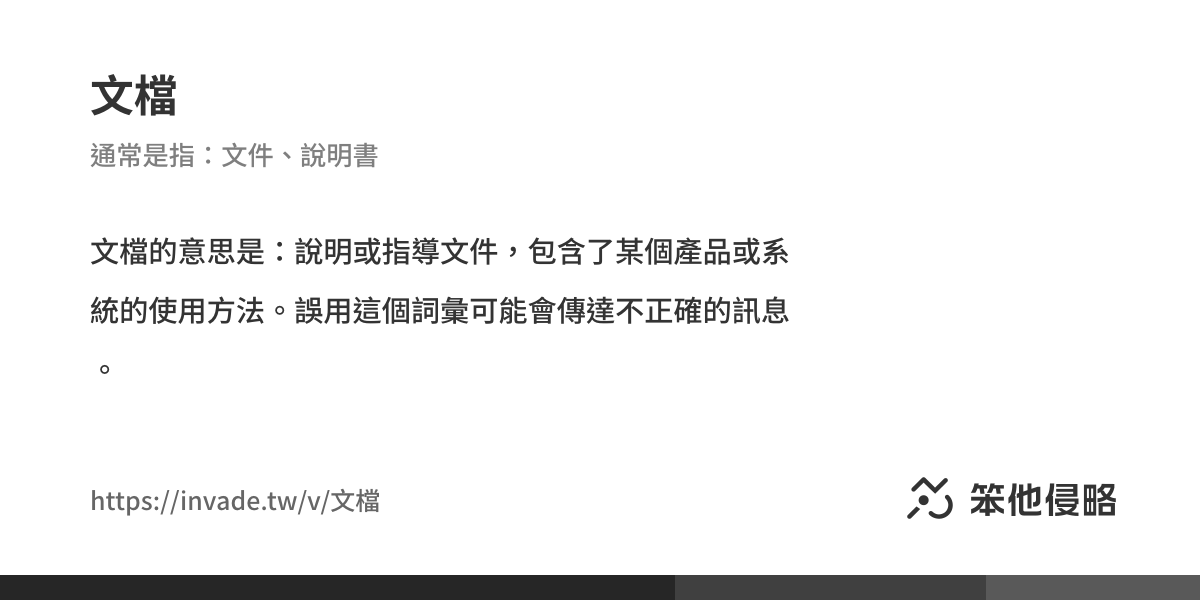 文檔
通常是指：文件、說明書
文檔的意思是：說明或指導文件，包含了某個產品或系
統的使用方法。誤用這個詞彙可能會傳達不正確的訊息
。
https://invade.tw/v/文檔
笨他侵略